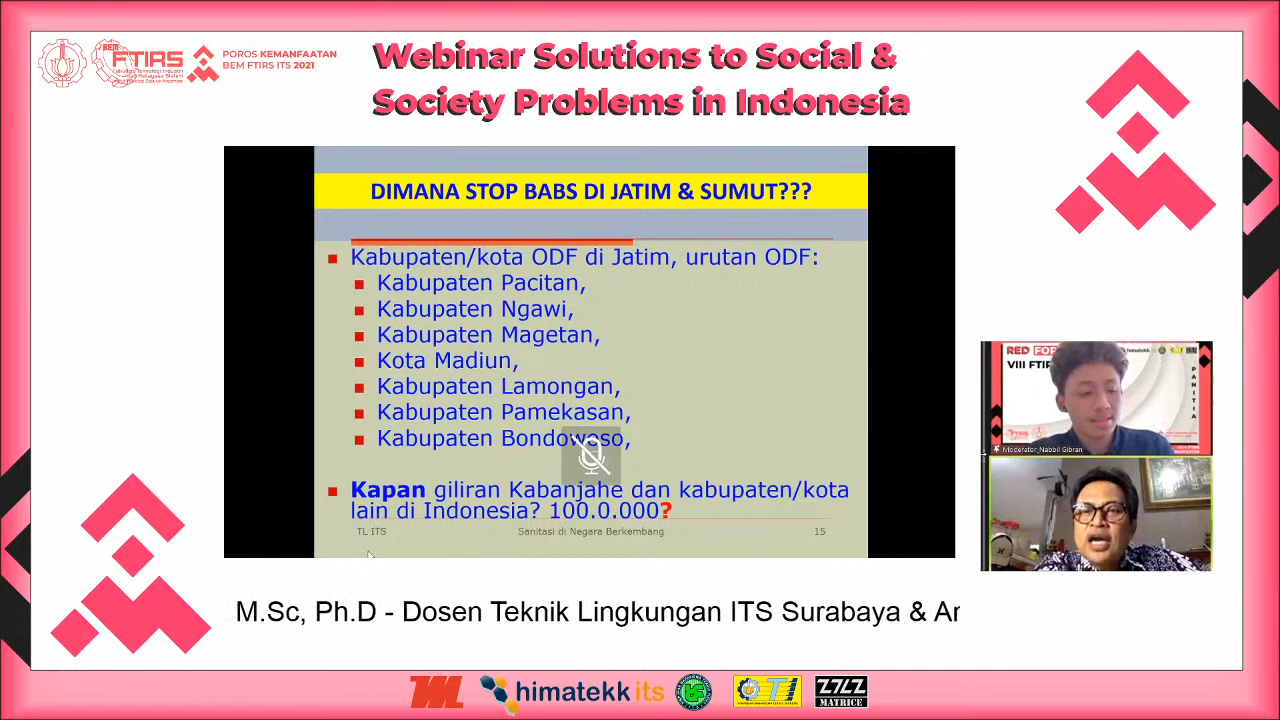 BEM
FTIRS
POROS KEMANFAATAN
BEM FTIRS ITS 2021
Webinar Solutions to Social &
Society Problems in Indonesia
DIMANA STOP BABS DI JATIM & SUMUT???
Kabupaten/kota ODF di Jatim, urutan ODF:
Kabupaten Pacitan,
Kabupaten Ngawi,
Kabupaten Magetan,
Kota Madiun,
Kabupaten Lamongan,
Kabupaten Pamekasan,
Kabupaten Bondowoso,
Kapan giliran Kabanjahe dan kabupaten/kota
lain di Indonesia? 100.0.000?
TL ITS Sanitasi di Negara Berkembang 15
RED
VIII FTI
PANITIA
Moderator_Nabbil Gibran
M.Sc, Ph.D - Dosen Teknik Lingkungan ITS Surabaya & Ar
himatekk its
MATRICE